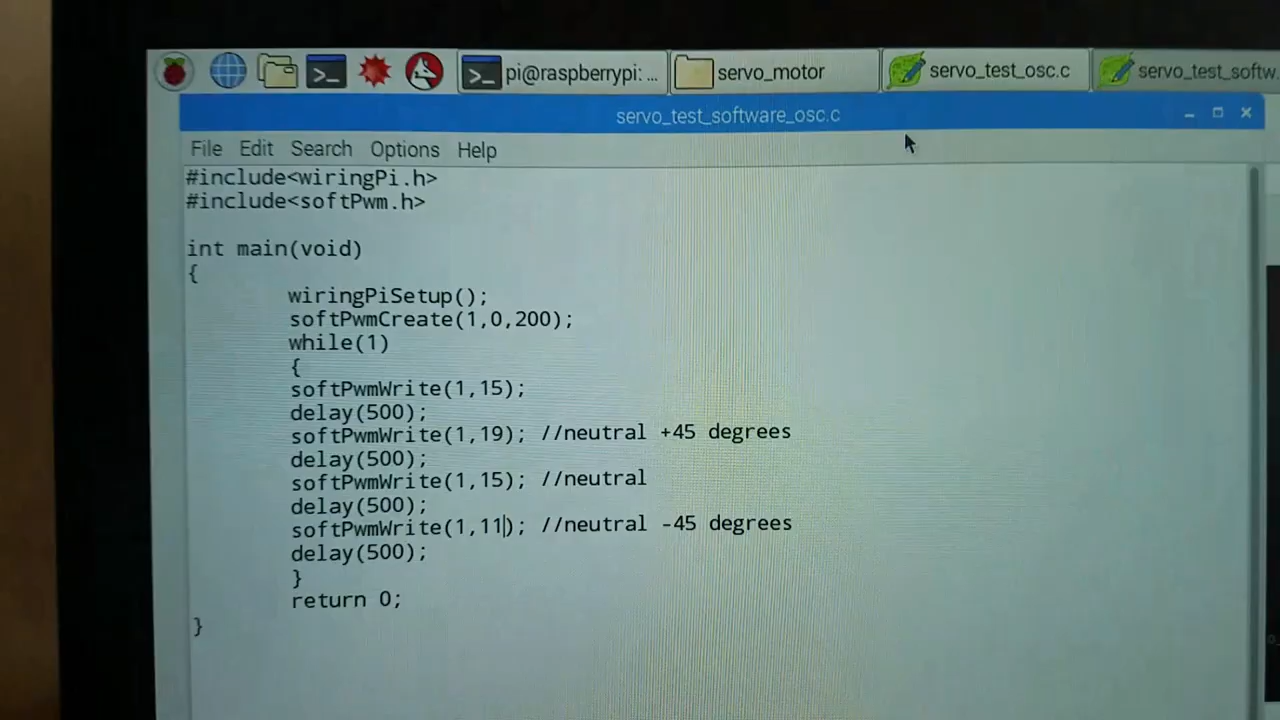 pi@raspberrypi: ...
servo_motor
servo_test_osc.c
servo_test_softw
servo_test_software_osc.c
File Edit Search Options Help
#include<wiringPi.h>
#include<softPwm.h>
int main(void)
{
wiringPiSetup();
softPwmCreate(1,0,200);
while(1)
{
softPwmWrite(1,15);
delay(500);
softPwmWrite(1,19); //neutral +45 degrees
delay(500);
softPwmWrite(1,15); //neutral
delay(500);
softPwmWrite(1,11); //neutral -45 degrees
delay(500);
}
return 0;
}